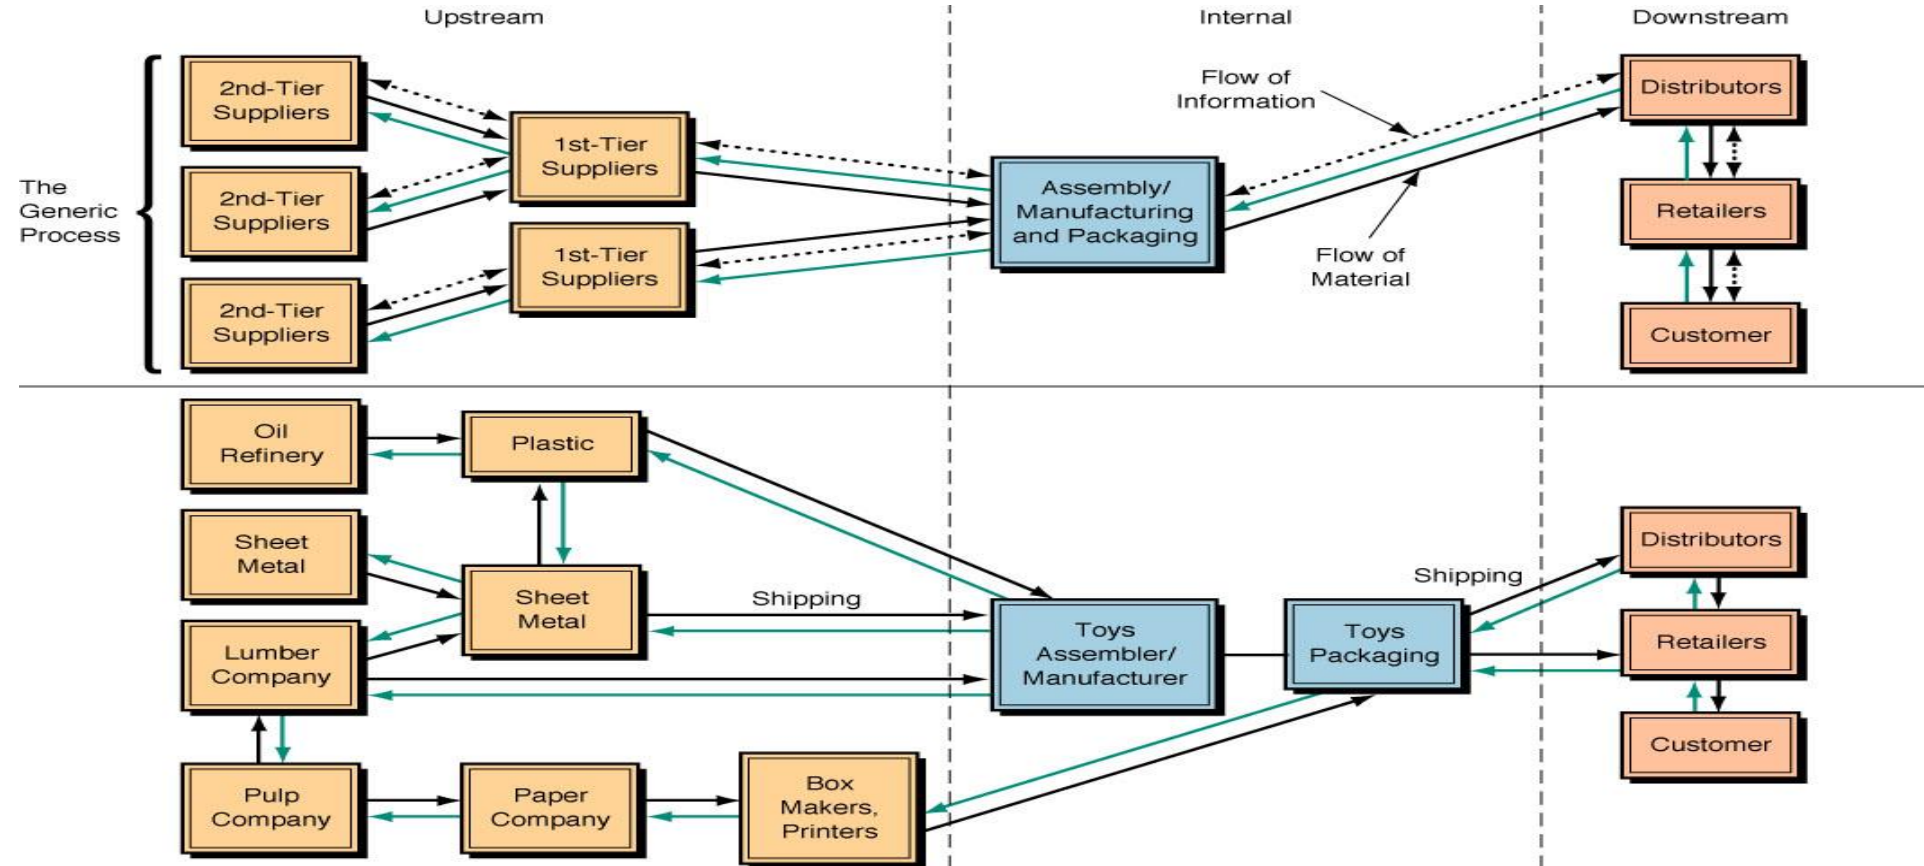 Upstream
Internal
Downstream
The
Generic
Process
2nd-Tier
Suppliers
2nd-Tier
Suppliers
2nd-Tier
Suppliers
1st-Tier
Suppliers
1st-Tier
Suppliers
Assembly/
Manufacturing
and Packaging
Flow of
Information
Flow of
Material
Distributors
Retailers
Customer
Oil
Refinery
Plastic
Sheet
Metal
Sheet
Metal
Shipping
Lumber
Company
Toys
Assembler/
Manufacturer
Toys
Packaging
Shipping
Distributors
Retailers
Customer
Pulp
Company
Paper
Company
Box
Makers,
Printers